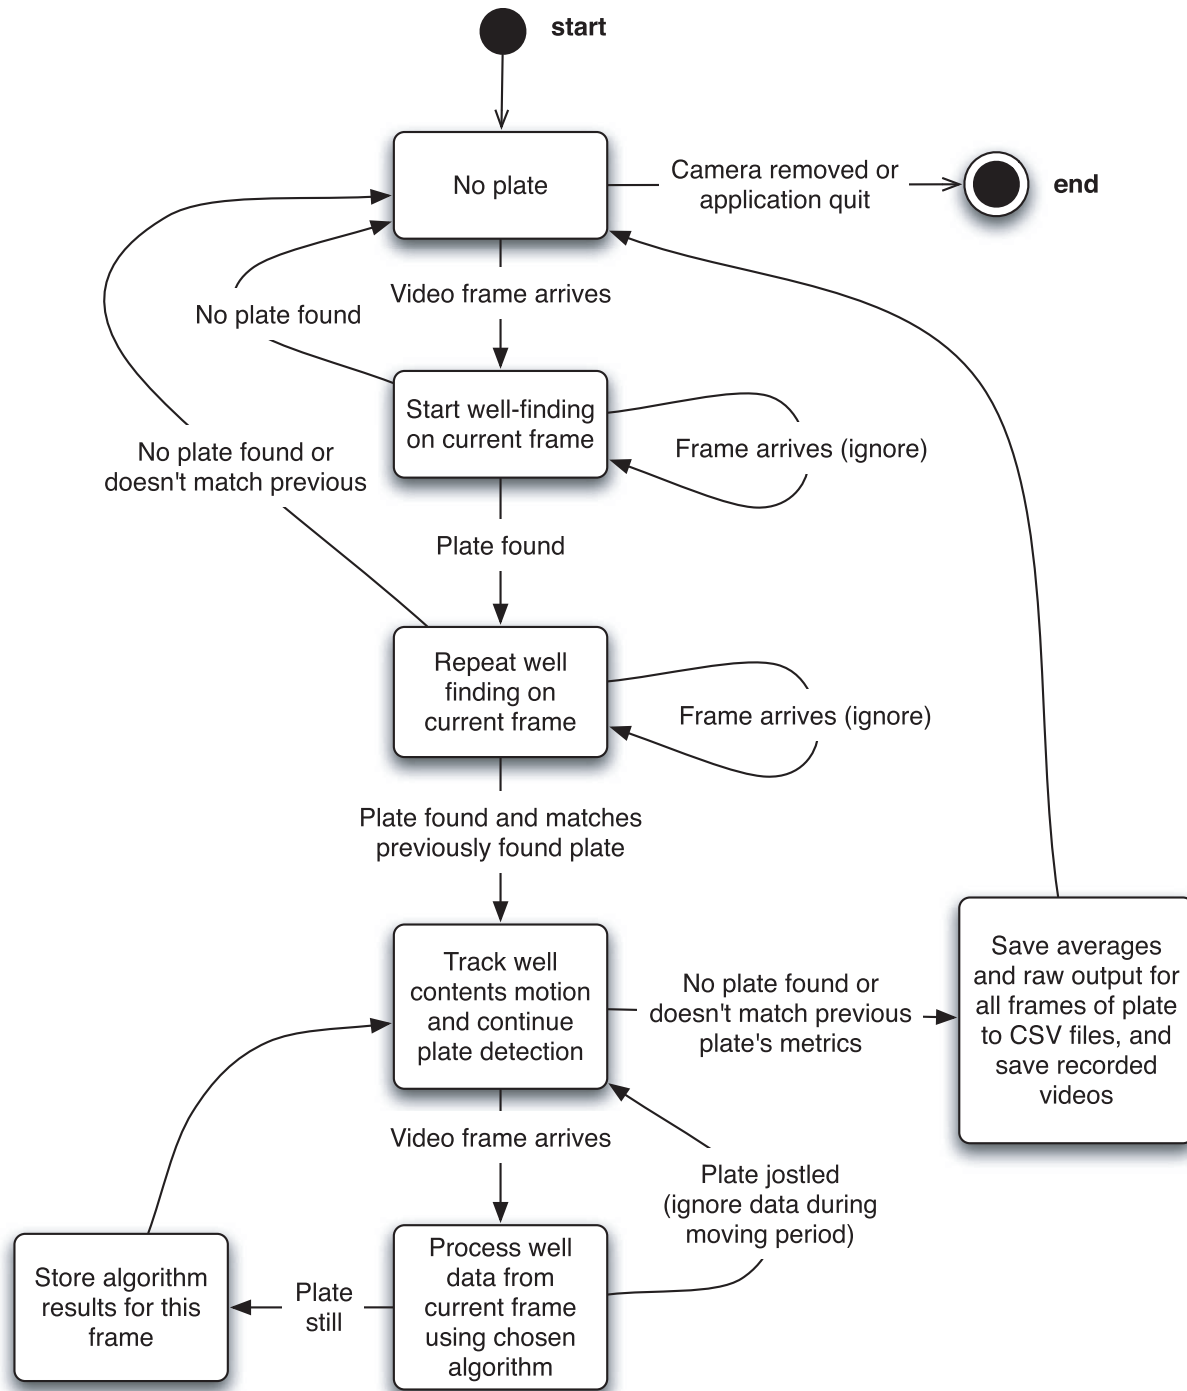 start
No plate
Camera removed or
application quit
end
Video frame arrives
No plate found
Start well-finding
on current frame
Frame arrives (ignore)
No plate found or
doesn't match previous
Plate found
Repeat well
finding on
current frame
Frame arrives (ignore)
Plate found and matches
previously found plate
Track well
contents motion
and continue
plate detection
No plate found or
doesn't match previous
plate's metrics
Save averages
and raw output for
all frames of plate
to CSV files, and
save recorded
videos
Video frame arrives
Plate jostled
(ignore data during
moving period)
Process well
data from
current frame
using chosen
algorithm
Plate
still
Store algorithm
results for this
frame